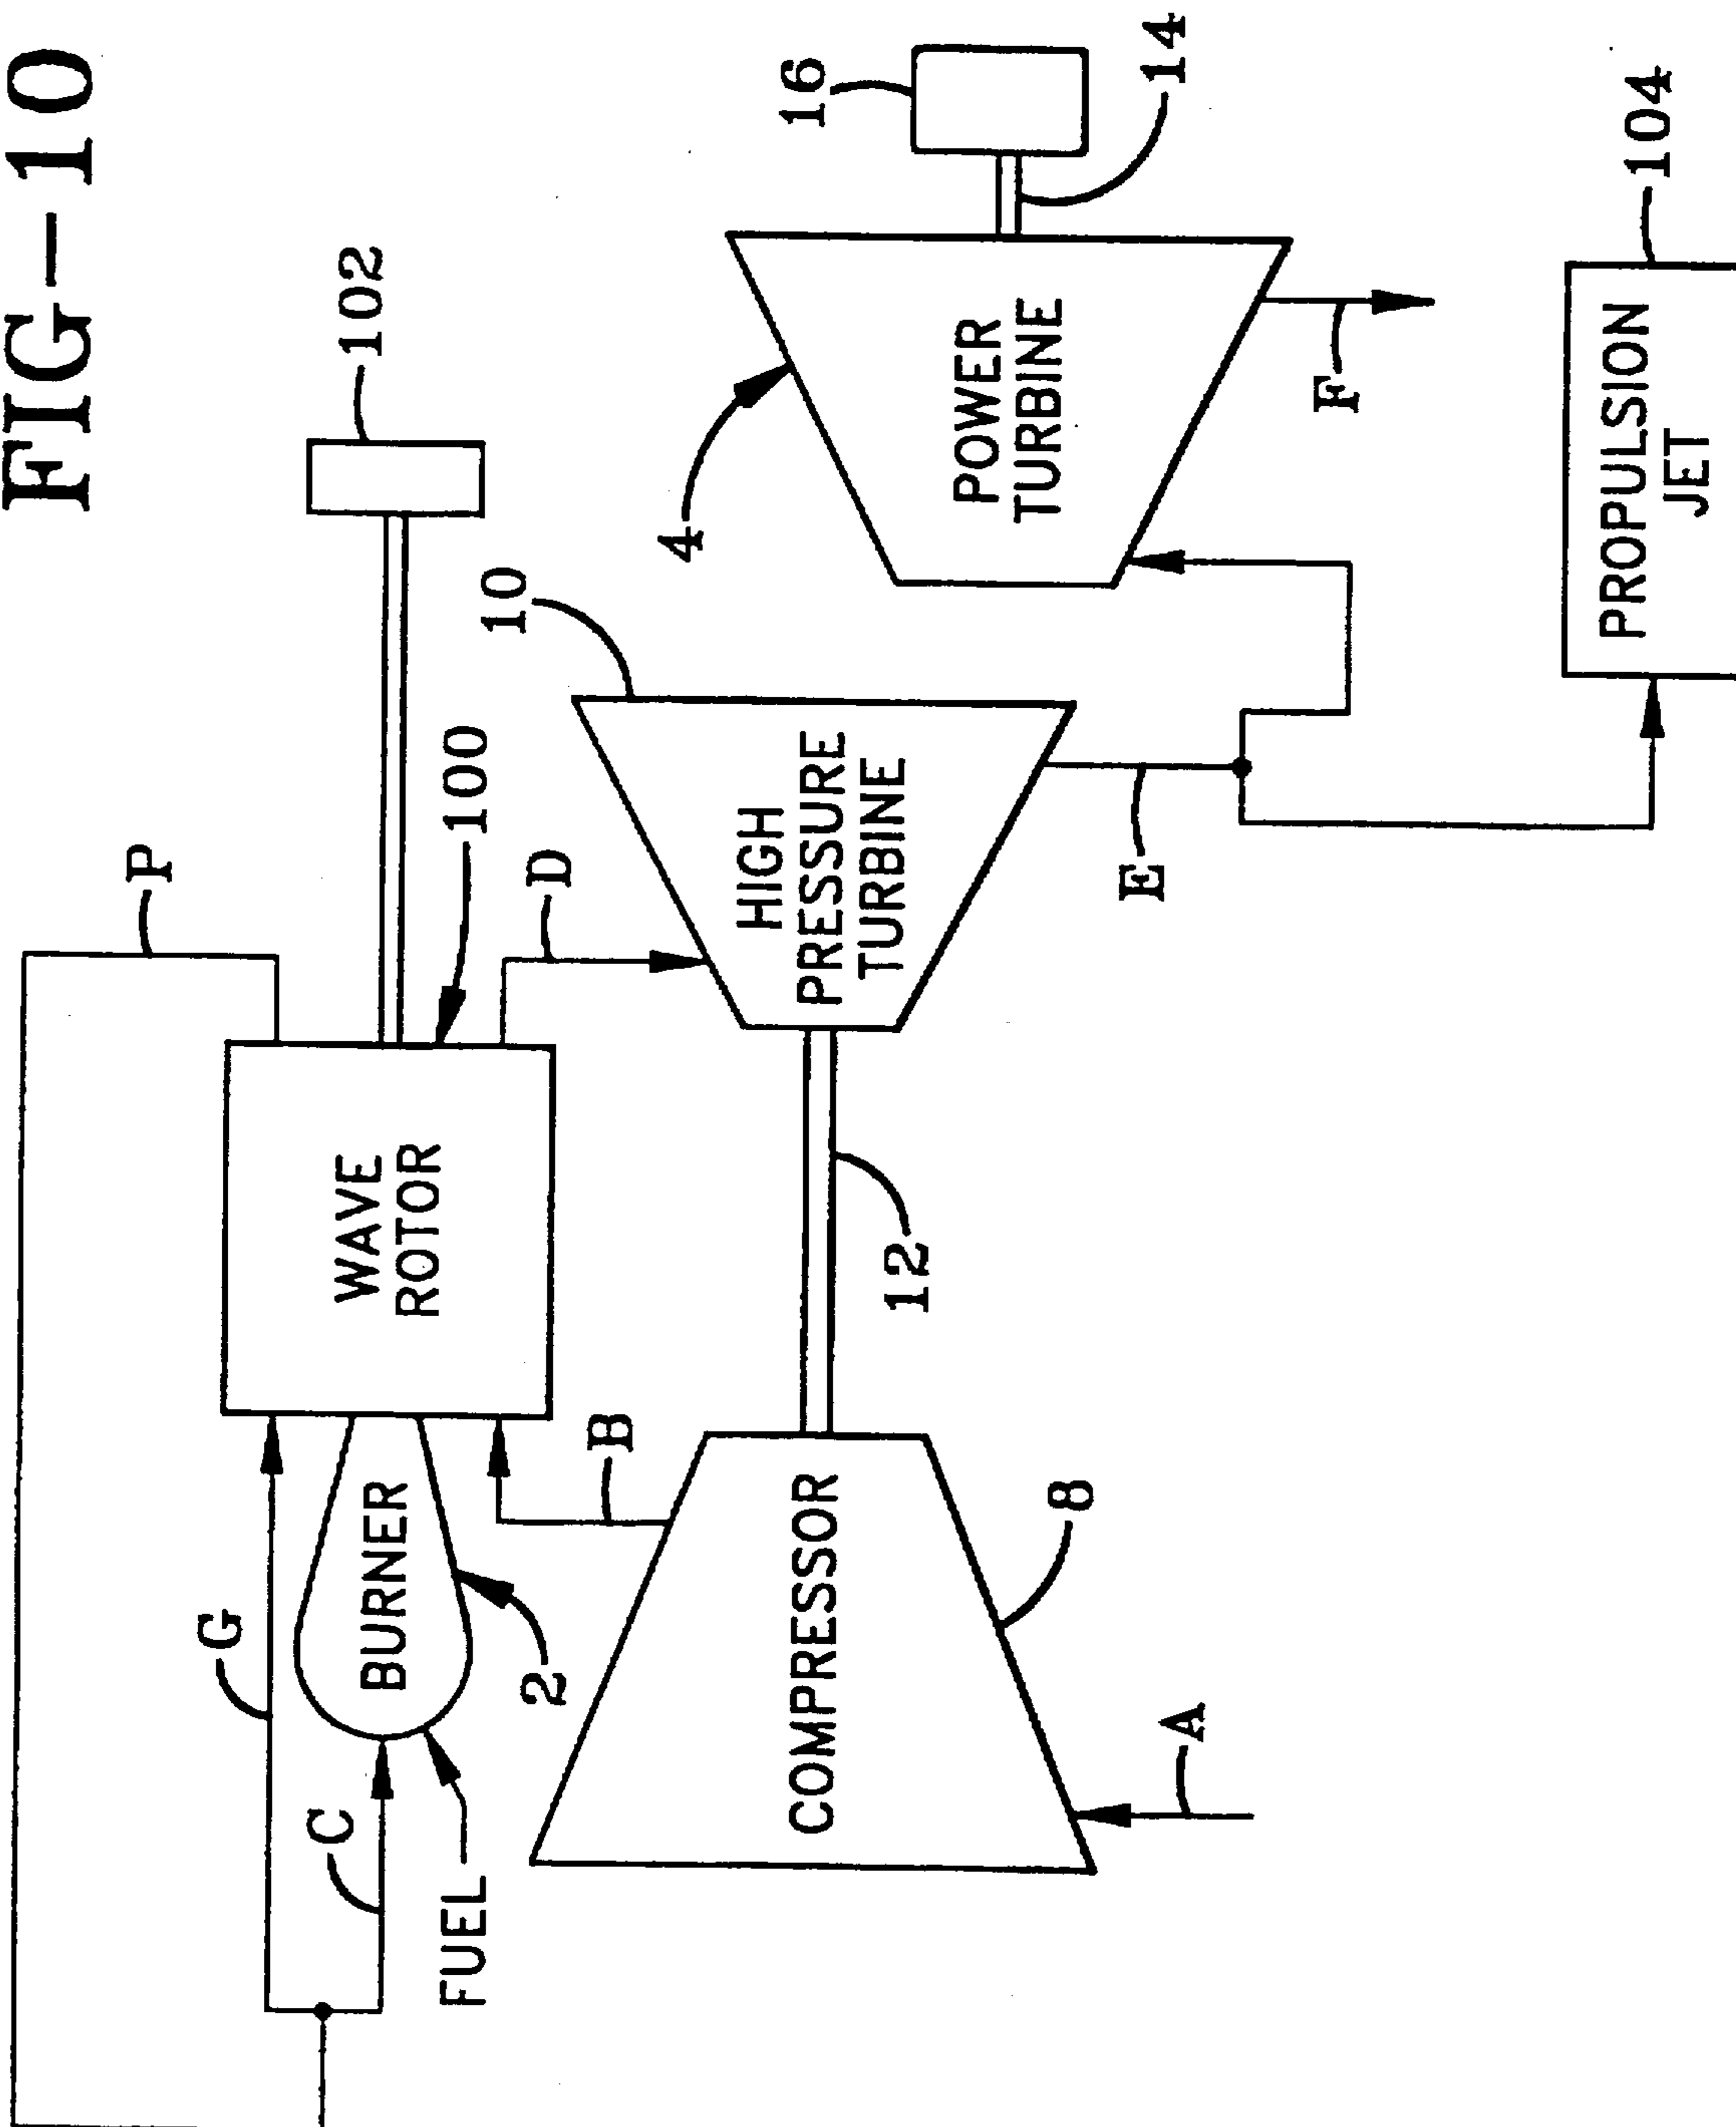 FIG-10
P
102
G
C
BURNER
WAVE
ROTOR
100
FUEL
2
B
D
10
4
16
COMPRESSOR
HIGH
PRESSURE
TURBINE
POWER
TURBINE
12
8
14
A
E
F
PROPULSION
JET
104